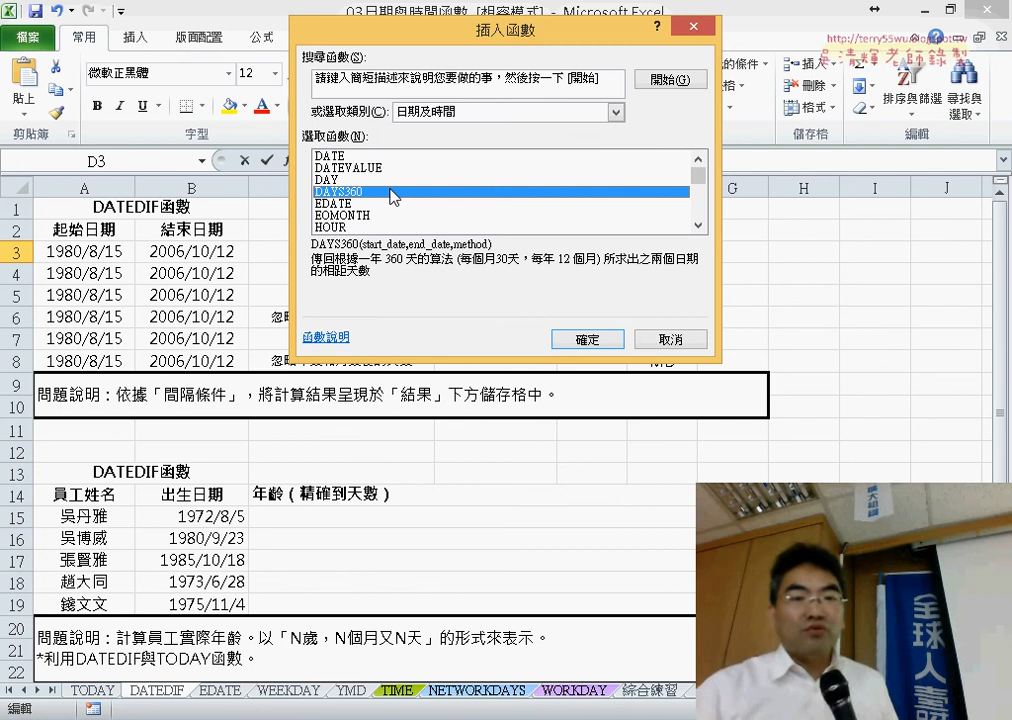 03日期與時間函數 [相容模式] - Microsoft Excel
http://terry55wu.blogspot.tw
吳清輝老師錄製
檔案 常用 插入 版面配置 公式
貼上
微軟正黑體 12
B I U
剪貼簿 字型
插入
刪除
格式
儲存格
排序與篩選 尋找與選取
編輯
插入函數
搜尋函數(S):
請鍵入簡短描述來說明您要做的事，然後按一下 [開始]
開始(G)
或選取類別(C): 日期及時間
選取函數(N):
DATE
DATEVALUE
DAY
DAYS360
EDATE
EOMONTH
HOUR
DAYS360(start_date,end_date,method)
傳回根據一年 360 天的算法 (每個月30天，每年 12 個月) 所求出之兩個日期
的相距天數
函數說明
確定 取消
D3
A B G H I J
1 DATEDIF函數
2 起始日期 結束日期
3 1980/8/15 2006/10/12
4 1980/8/15 2006/10/12
5 1980/8/15 2006/10/12
6 1980/8/15 2006/10/12
7 1980/8/15 2006/10/12
8 1980/8/15 2006/10/12
9
10
問題說明：依據「間隔條件」，將計算結果呈現於「結果」下方儲存格中。
11
12
13 DATEDIF函數
14 員工姓名 出生日期 年齡（精確到天數）
15 吳丹雅 1972/8/5
16 吳博威 1980/9/23
17 張賢雅 1985/10/18
18 趙大同 1973/6/28
19 錢文文 1975/11/4
20 問題說明：計算員工實際年齡。以「N歲，N個月又N天」的形式來表示。
21 *利用DATEDIF與TODAY函數。
22
TODAY DATEDIF EDATE WEEKDAY YMD TIME NETWORKDAYS WORKDAY 綜合練習
編輯
全球人壽